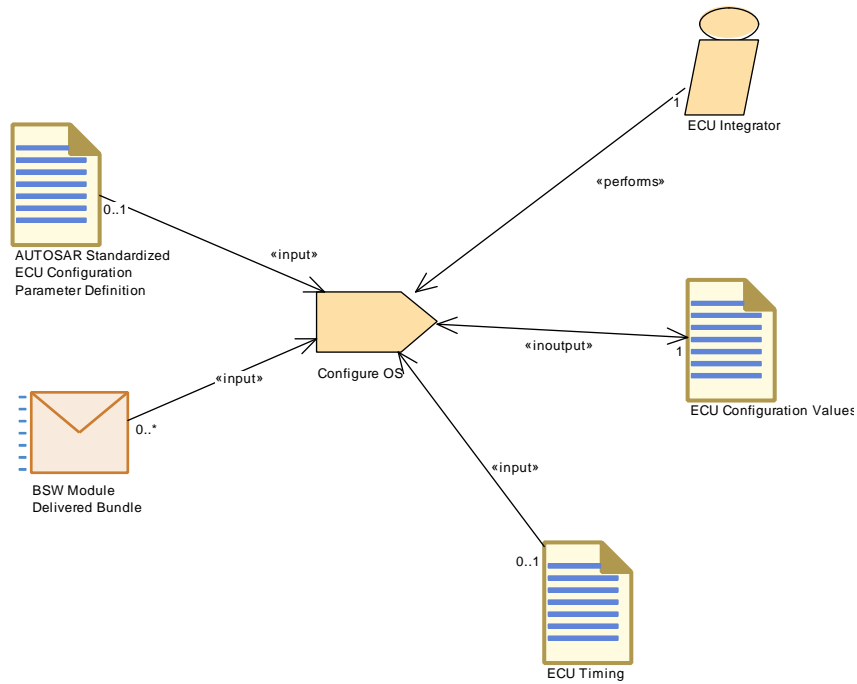 1
ECU Integrator
«performs»
0..1
AUTOSAR Standardized
ECU Configuration
Parameter Definition
«input»
«inoutput»
1
Configure OS
«input»
ECU Configuration Values
0..*
BSW Module
Delivered Bundle
«input»
0..1
ECU Timing